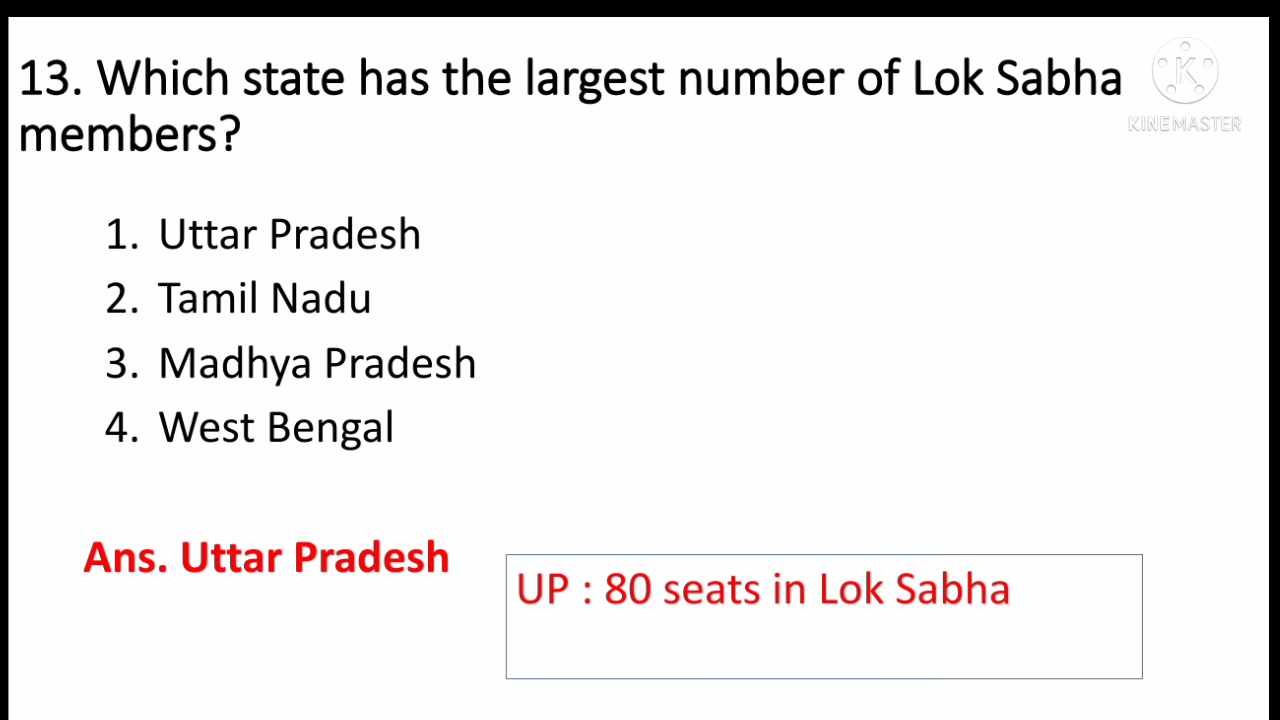 13. Which state has the largest number of Lok Sabha
members?
K
KINEMASTER
1. Uttar Pradesh
2. Tamil Nadu
3. Madhya Pradesh
4. West Bengal
Ans. Uttar Pradesh
UP : 80 seats in Lok Sabha